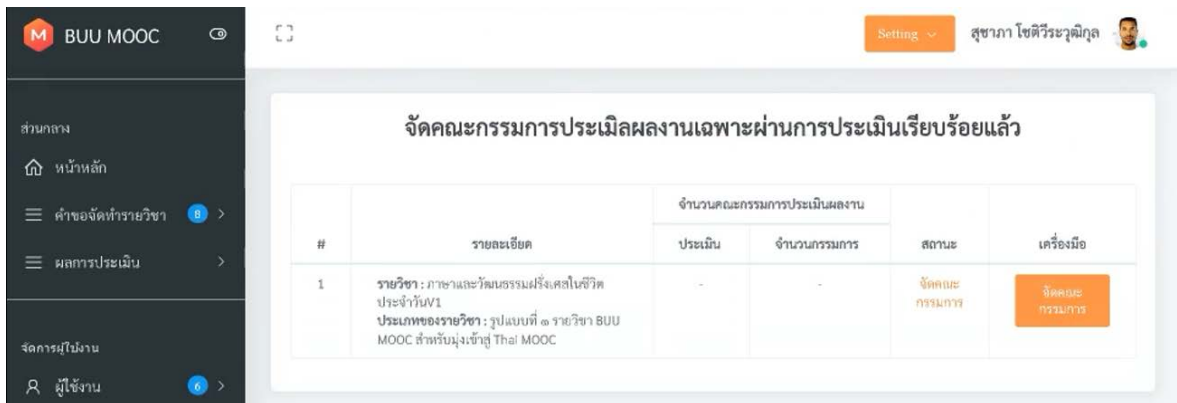 BUU MOOC
Setting
สุชาภา โชติวีระวุฒิกุล
ส่วนกลาง
หน้าหลัก
คำขอจัดทำรายวิชา 8
ผลการประเมิน
จัดการผู้ใช้งาน
ผู้ใช้งาน 6
จัดคณะกรรมการประเมิลผลงานเฉพาะผ่านการประเมินเรียบร้อยแล้ว
จำนวนคณะกรรมการประเมินผลงาน
# รายละเอียด ประเมิน จำนวนกรรมการ สถานะ เครื่องมือ
1
รายวิชา : ภาษาและวัฒนธรรมฝรั่งเศสในชีวิต
ประจำวันV1
ประเภทของรายวิชา : รูปแบบที่ ๑ รายวิชา BUU
MOOC สำหรับมุ่งเข้าสู่ Thai MOOC
-
-
จัดคณะ
กรรมการ
จัดคณะ
กรรมการ